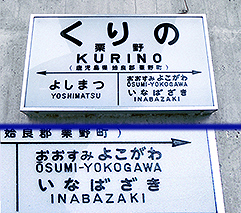 くりの
栗野
KURINO
(鹿児島県 姶良郡 栗野町)
よしまつ
YOSHIMATSU
おおすみよこがわ
OSUMI-YOKOGAWA
いなばざき
INABAZAKI
姶良郡 栗野町)
おおすみよこがわ
OSUMI-YOKOGAWA
いなばざき
INABAZAKI